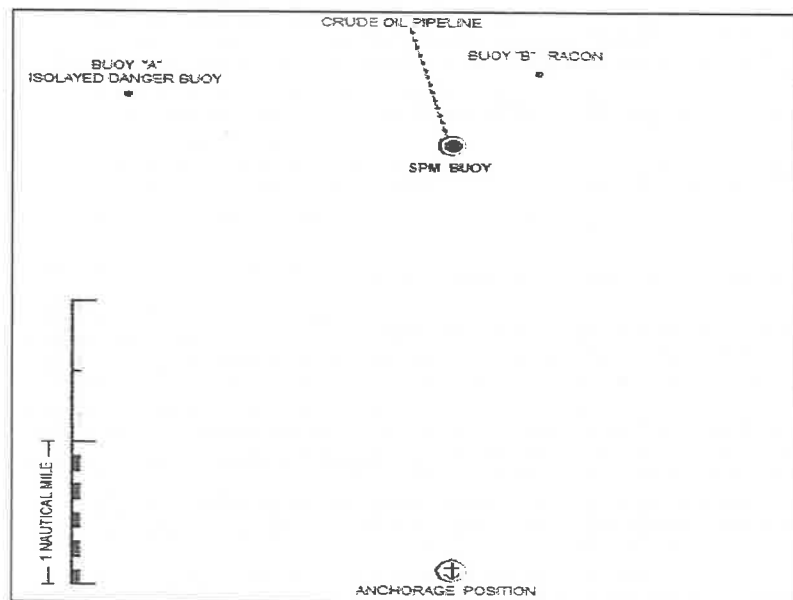 CRUDE OIL PIPELINE
BUOY "A"
ISOLAYED DANGER BUOY
BUOY "B" RACON
SPM BUOY
1 NAUTICAL MILE
ANCHORAGE POSITION